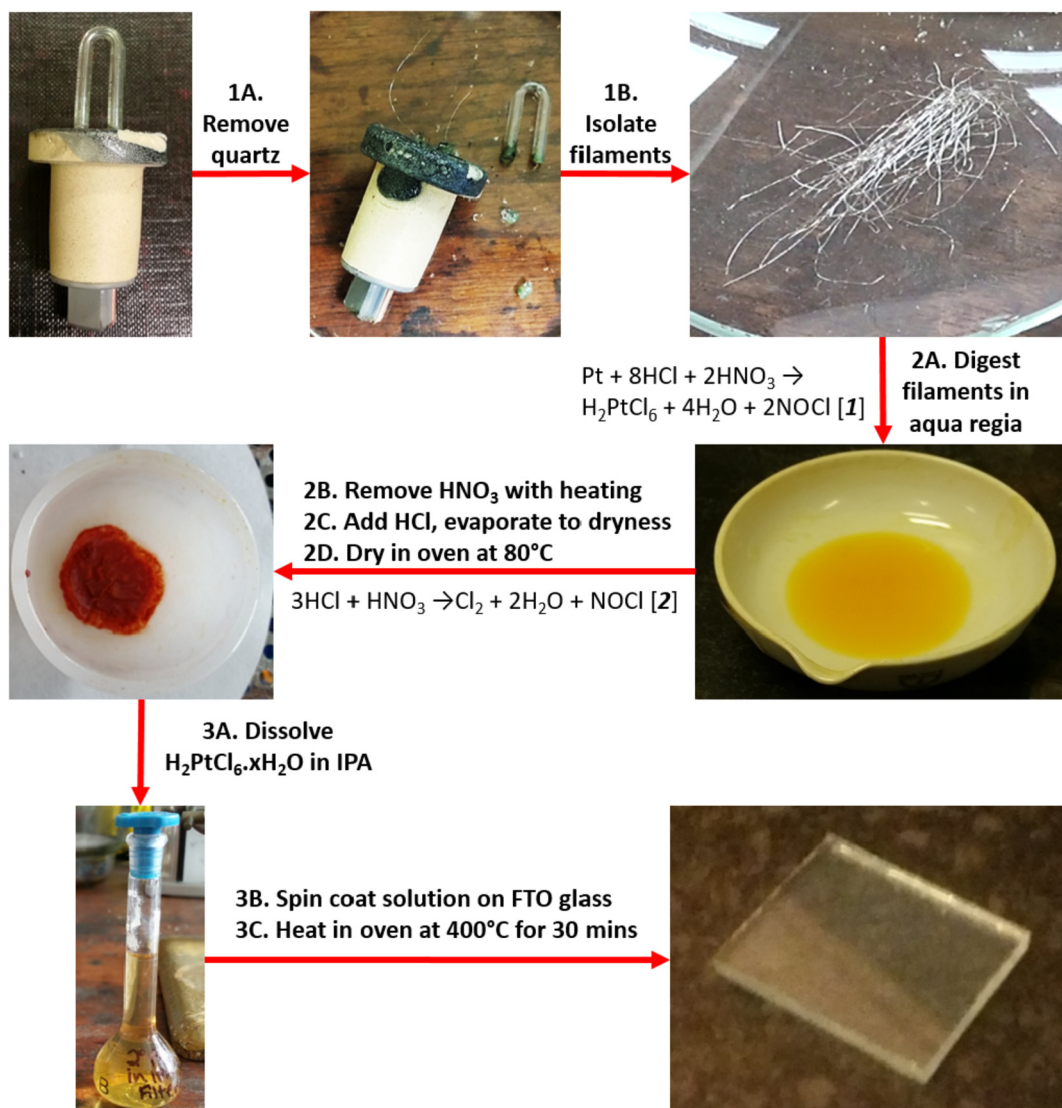 1A.
Remove
quartz
1B.
Isolate
filaments
Pt + 8HCl + 2HNO₃ →
H₂PtCl₆ + 4H₂O + 2NOCl [1]
2A. Digest
filaments in
aqua regia
2B. Remove HNO₃ with heating
2C. Add HCl, evaporate to dryness
2D. Dry in oven at 80°C
3HCl + HNO₃ →Cl₂ + 2H₂O + NOCl [2]
3A. Dissolve
H₂PtCl₆.xH₂O in IPA
3B. Spin coat solution on FTO glass
3C. Heat in oven at 400°C for 30 mins
B